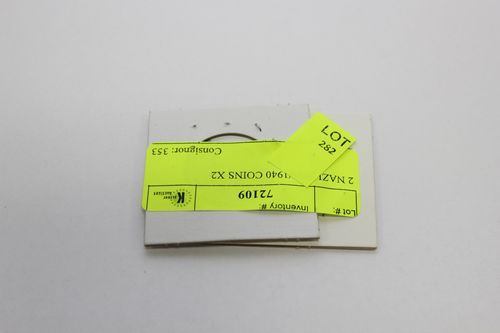 LOT
282
Lot #:
Inventory #:
72109
2 NAZI
1940 COINS X2
Consignor: 353